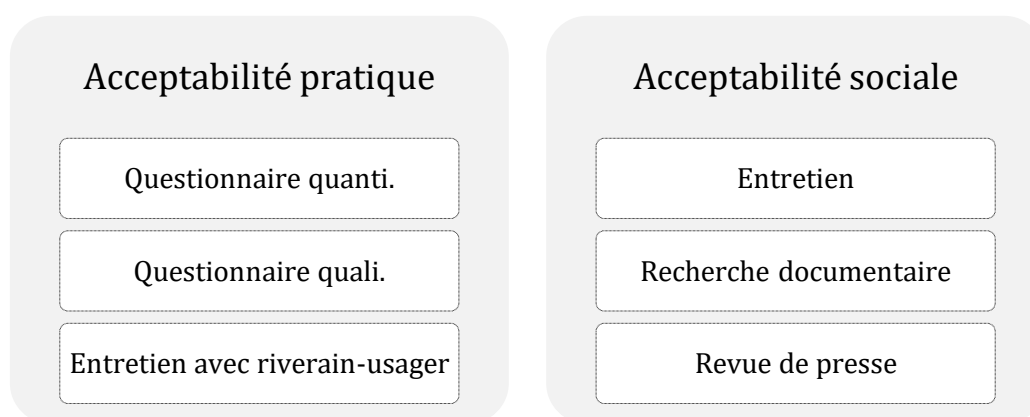 Acceptabilité pratique
Questionnaire quanti.
Questionnaire quali.
Entretien avec riverain-usager
Acceptabilité sociale
Entretien
Recherche documentaire
Revue de presse